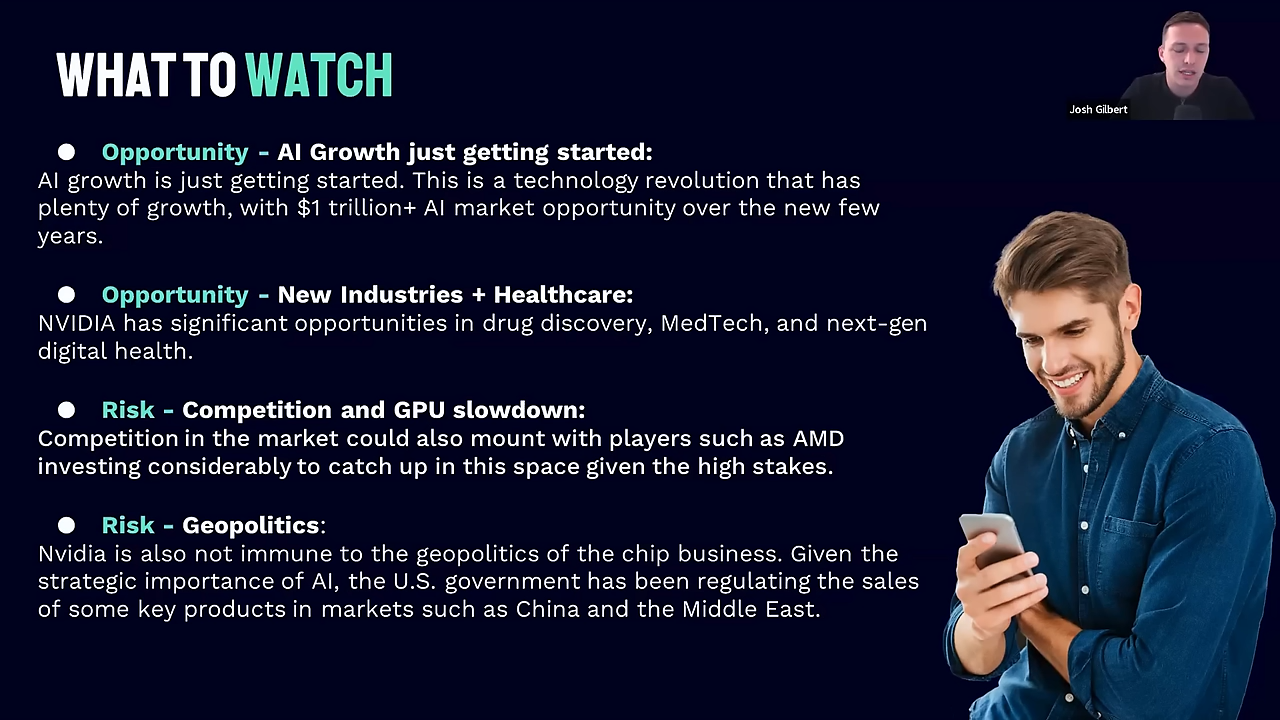 WHAT TO WATCH
Josh Gilbert
● Opportunity - AI Growth just getting started:
AI growth is just getting started. This is a technology revolution that has
plenty of growth, with $1 trillion+ AI market opportunity over the new few
years.
● Opportunity - New Industries + Healthcare:
NVIDIA has significant opportunities in drug discovery, MedTech, and next-gen
digital health.
● Risk - Competition and GPU slowdown:
Competition in the market could also mount with players such as AMD
investing considerably to catch up in this space given the high stakes.
● Risk - Geopolitics:
Nvidia is also not immune to the geopolitics of the chip business. Given the
strategic importance of AI, the U.S. government has been regulating the sales
of some key products in markets such as China and the Middle East.